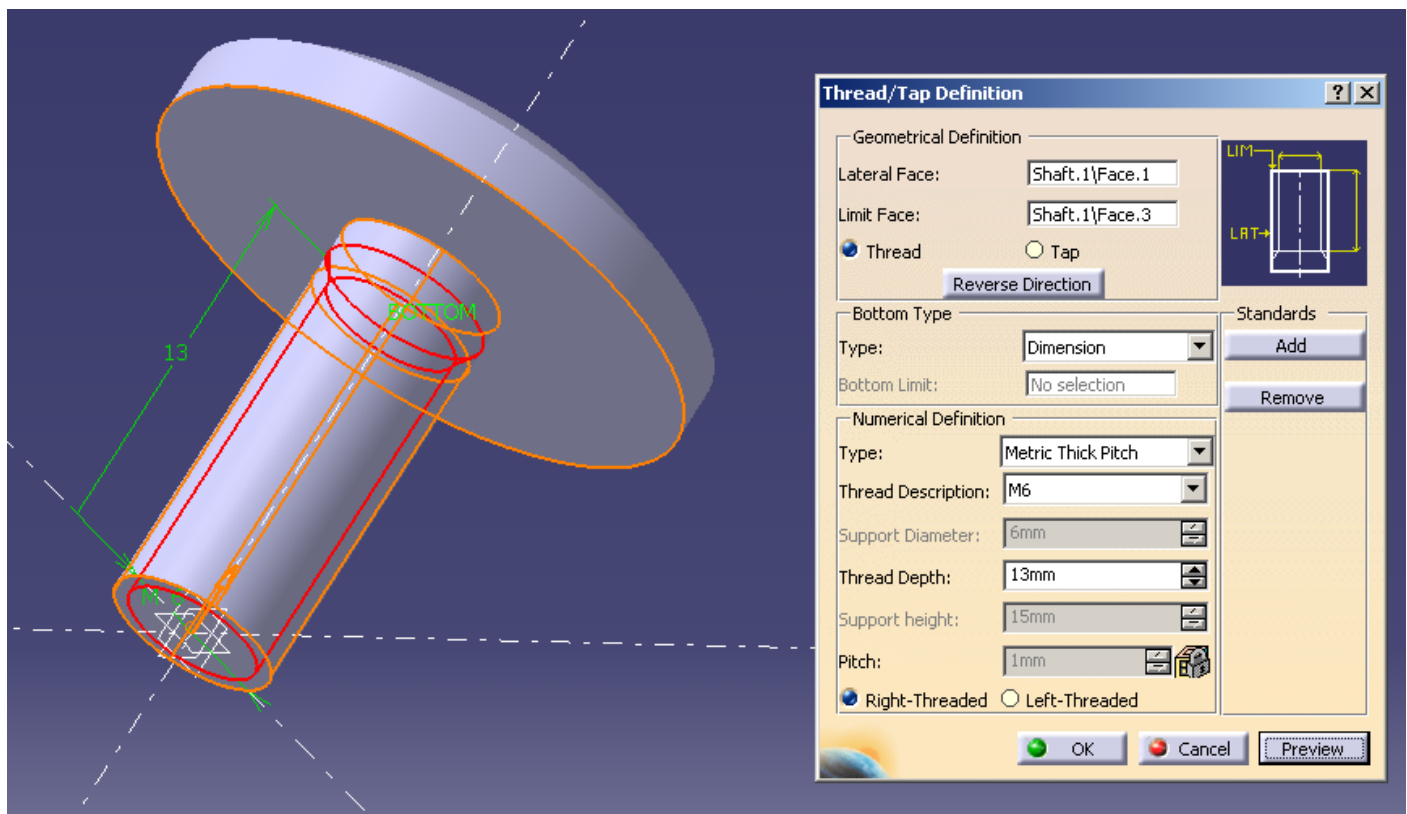 13
BOTTOM
M
Thread/Tap Definition
Geometrical Definition
Lateral Face: Shaft.1\Face.1
Limit Face: Shaft.1\Face.3
Thread Tap
Reverse Direction
LIM
LAT
Bottom Type
Type: Dimension
Bottom Limit: No selection
Standards
Add
Remove
Numerical Definition
Type: Metric Thick Pitch
Thread Description: M6
Support Diameter: 6mm
Thread Depth: 13mm
Support height: 15mm
Pitch: 1mm
Right-Threaded Left-Threaded
OK Cancel Preview